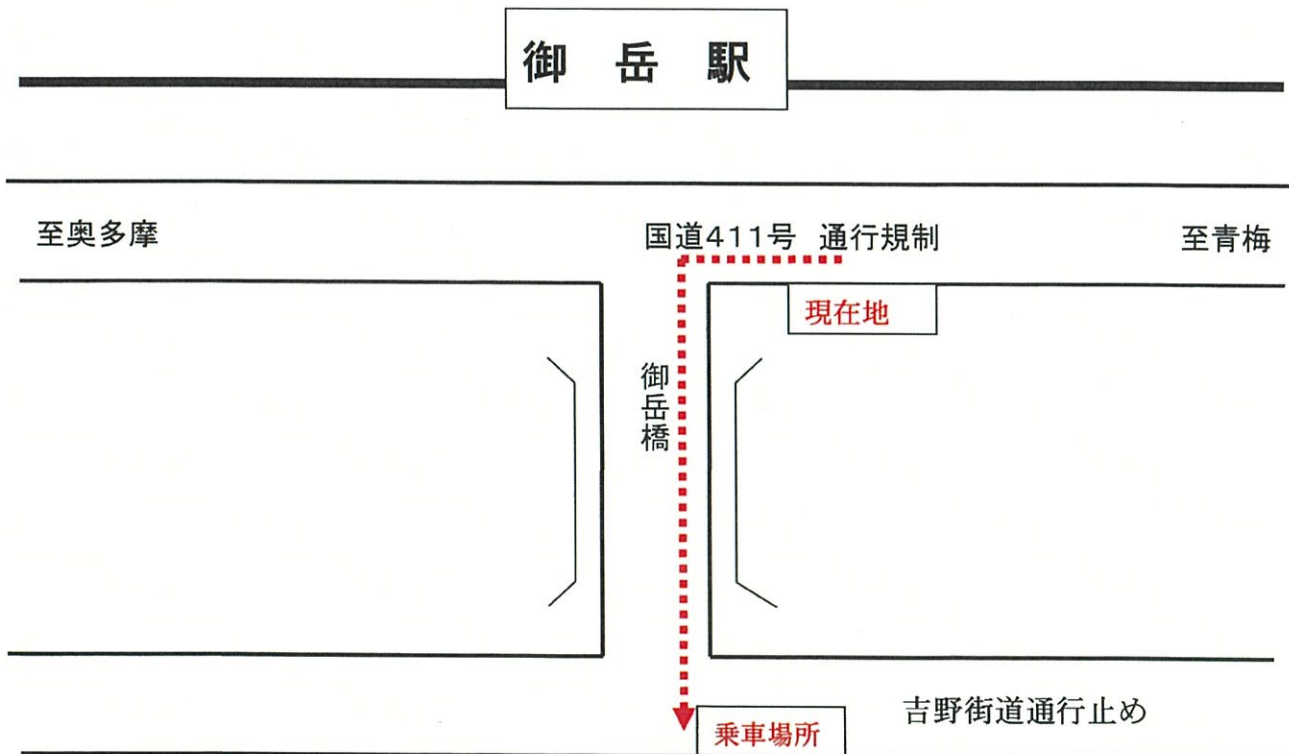 御岳駅
至奥多摩
国道411号 通行規制
至青梅
現在地
御岳橋
吉野街道通行止め
乗車場所